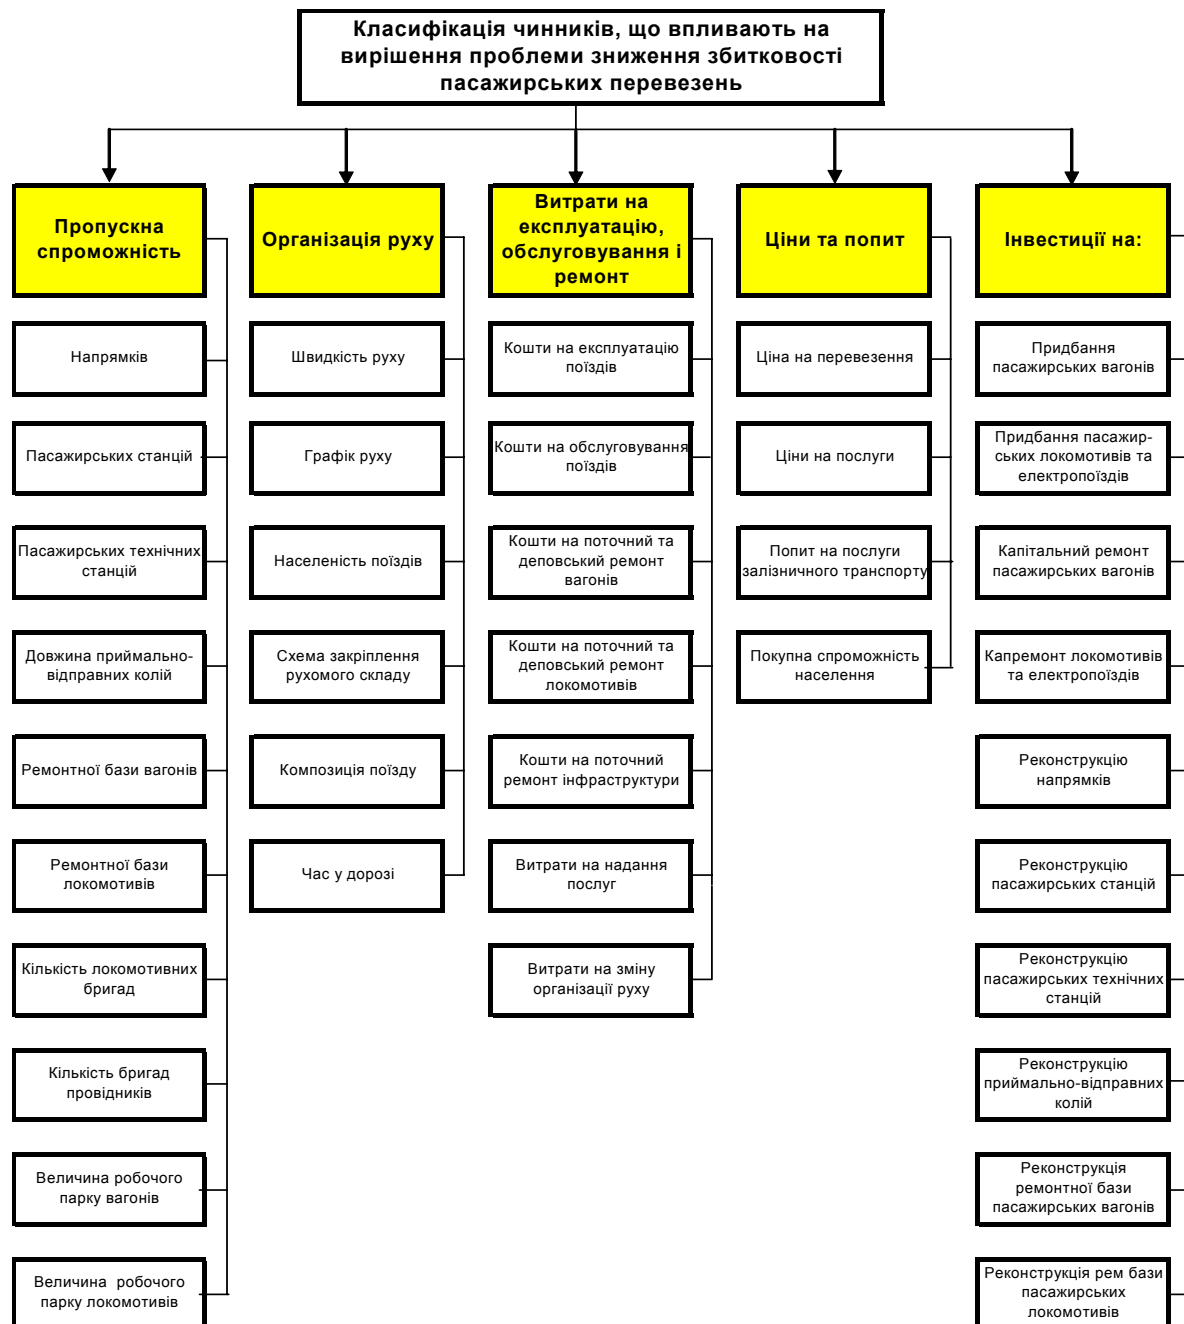 Класифікація чинників, що впливають на
вирішення проблеми зниження збитковості
пасажирських перевезень
Пропускна
спроможність
Напрямків
Пасажирських станцій
Пасажирських технічних
станцій
Довжина приймально-
відправних колій
Ремонтної бази вагонів
Ремонтної бази
локомотивів
Кількість локомотивних
бригад
Кількість бригад
провідників
Величина робочого
парку вагонів
Величина робочого
парку локомотивів
Організація руху
Швидкість руху
Графік руху
Населеність поїздів
Схема закріплення
рухомого складу
Композиція поїзду
Час у дорозі
Витрати на
експлуатацію,
обслуговування і
ремонт
Кошти на експлуатацію
поїздів
Кошти на обслуговування
поїздів
Кошти на поточний та
деповський ремонт
вагонів
Кошти на поточний та
деповський ремонт
локомотивів
Кошти на поточний
ремонт інфраструктури
Витрати на надання
послуг
Витрати на зміну
організації руху
Ціни та попит
Ціна на перевезення
Ціни на послуги
Попит на послуги
залізничного транспорту
Покупна спроможність
населення
Інвестиції на:
Придбання
пасажирських вагонів
Придбання пасажир-
ських локомотивів та
електропоїздів
Капітальний ремонт
пасажирських вагонів
Капремонт локомотивів
та електропоїздів
Реконструкцію
напрямків
Реконструкцію
пасажирських станцій
Реконструкцію
пасажирських технічних
станцій
Реконструкцію
приймально-відправних
колій
Реконструкція
ремонтної бази
пасажирських вагонів
Реконструкція рем бази
пасажирських
локомотивів